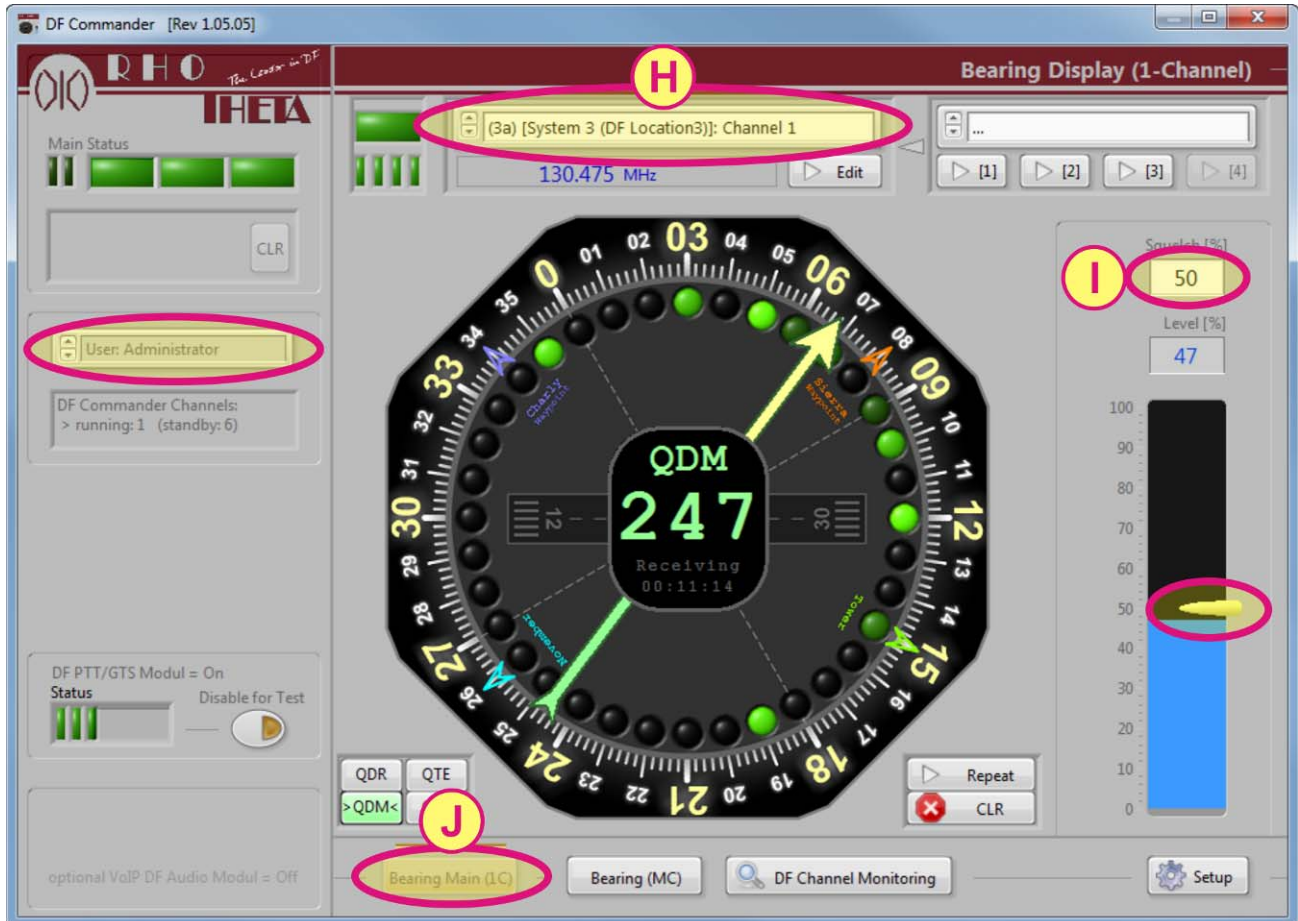 DF Commander [Rev 1.05.05]
RHO The Leader in DF
THETA
Bearing Display (1-Channel)
H
Main Status
CLR
(3a) [System 3 (DF Location3)]: Channel 1
130.475 MHz
Edit
...
[1] [2] [3] [4]
User: Administrator
DF Commander Channels:
> running: 1 (standby: 6)
DF PTT/GTS Modul = On
Status
Disable for Test
optional VoIP DF Audio Modul = Off
0 01 02 03 04 05 06 07 08 09 10 11 12 13 14 15 16 17 18 19 20 21 22 23 24 25 26 27 28 29 30 31 32 33 34 35
Charly
Waypoint
Sierra
Waypoint
12
30
November
Tower
QDM
247
Receiving
00:11:14
I
Squelch [%]
50
Level [%]
47
100
90
80
70
60
50
40
30
20
10
0
QDR QTE
>QDM<
J
Repeat
CLR
Bearing Main (1C)
Bearing (MC)
DF Channel Monitoring
Setup